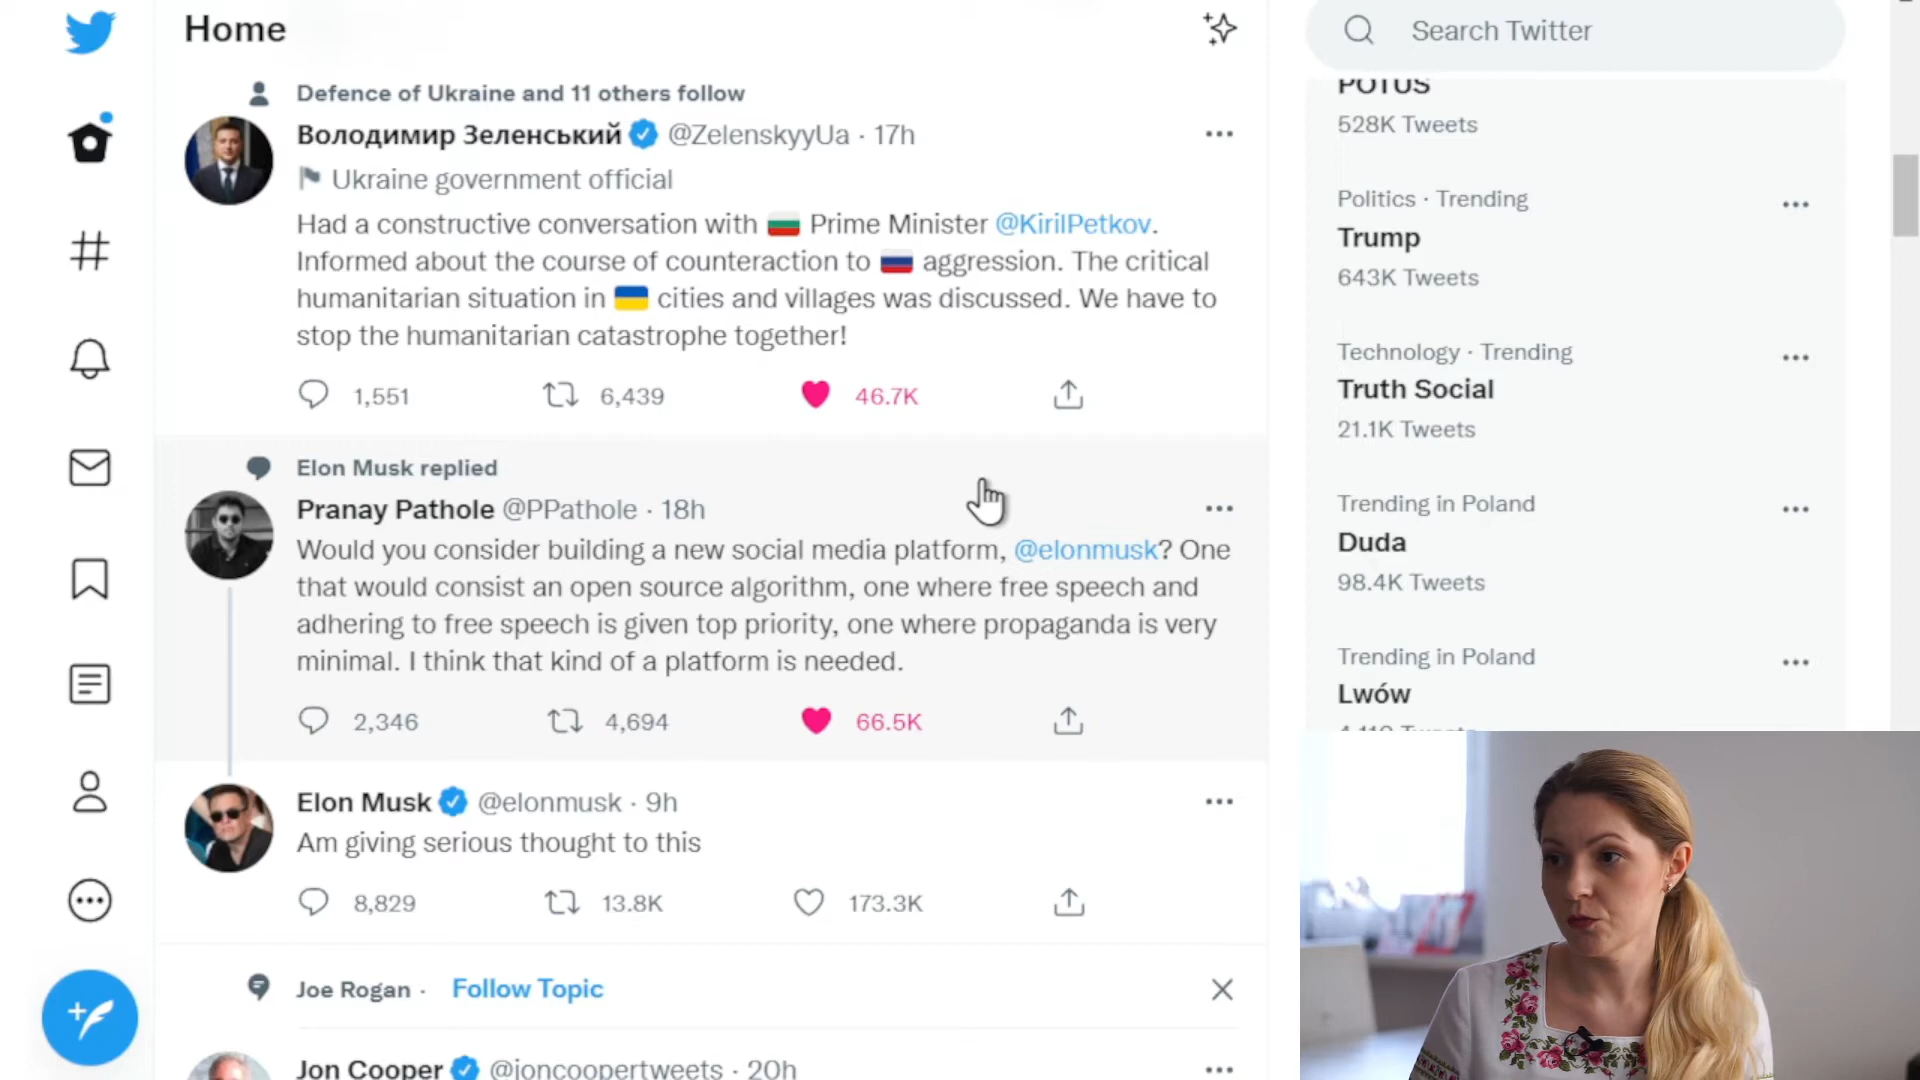 Home
Search Twitter
Defence of Ukraine and 11 others follow
Володимир Зеленський @ZelenskyyUa · 17h
Ukraine government official
Had a constructive conversation with Prime Minister @KirilPetkov.
Informed about the course of counteraction to aggression. The critical
humanitarian situation in cities and villages was discussed. We have to
stop the humanitarian catastrophe together!
1,551 6,439 46.7K
Elon Musk replied
Pranay Pathole @PPathole · 18h
Would you consider building a new social media platform, @elonmusk? One
that would consist an open source algorithm, one where free speech and
adhering to free speech is given top priority, one where propaganda is very
minimal. I think that kind of a platform is needed.
2,346 4,694 66.5K
Elon Musk @elonmusk · 9h
Am giving serious thought to this
8,829 13.8K 173.3K
Joe Rogan · Follow Topic
Jon Cooper @joncoopertweets · 20h
POTUS
528K Tweets
Politics · Trending
Trump
643K Tweets
Technology · Trending
Truth Social
21.1K Tweets
Trending in Poland
Duda
98.4K Tweets
Trending in Poland
Lwów